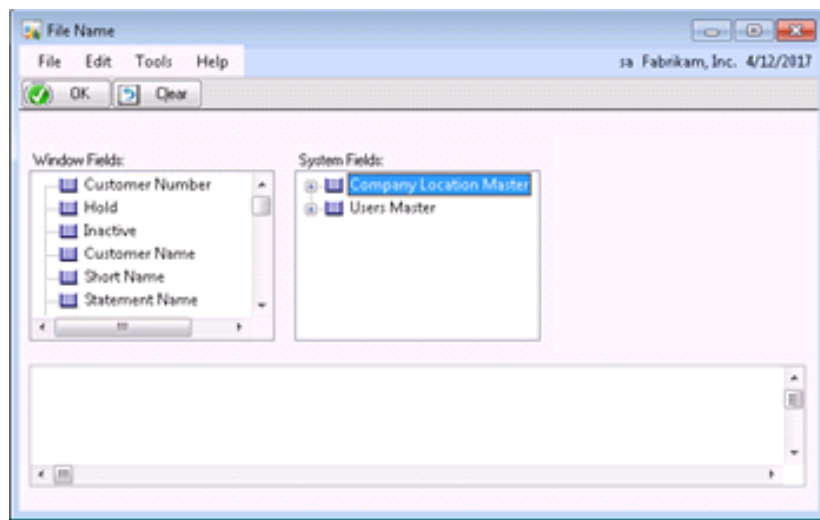 File Name
File Edit Tools Help
sa Fabrikam, Inc. 4/12/2017
OK Clear
Window Fields:
Customer Number
Hold
Inactive
Customer Name
Short Name
Statement Name
System Fields:
Company Location Master
Users Master